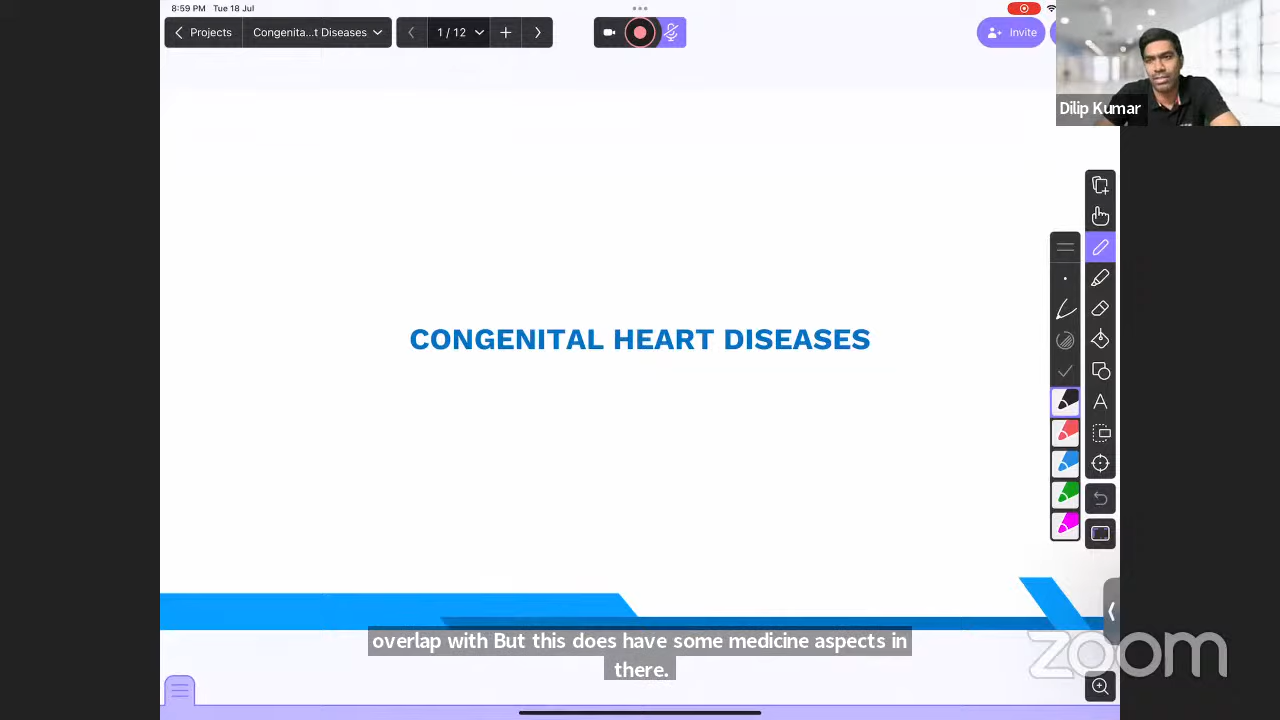 8:59 PM Tue 18 Jul
Projects
Congenita...t Diseases
1 / 12
Invite
Dilip Kumar
CONGENITAL HEART DISEASES
A
overlap with But this does have some medicine aspects in
there.
zoom